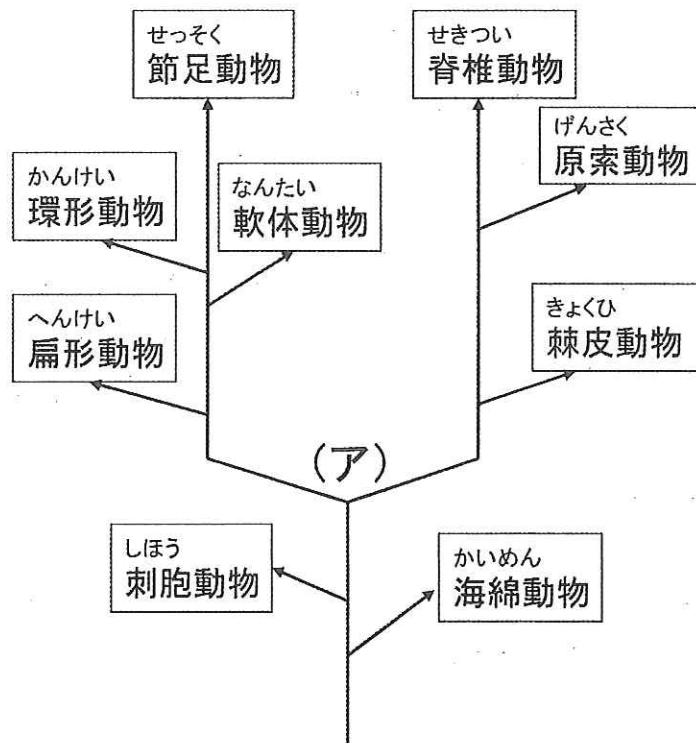 せっそく
節足動物
せきつい
脊椎動物
げんさく
原索動物
かんけい
環形動物
なんたい
軟体動物
へんけい
扁形動物
きょくひ
棘皮動物
(ア)
しほう
刺胞動物
かいめん
海綿動物